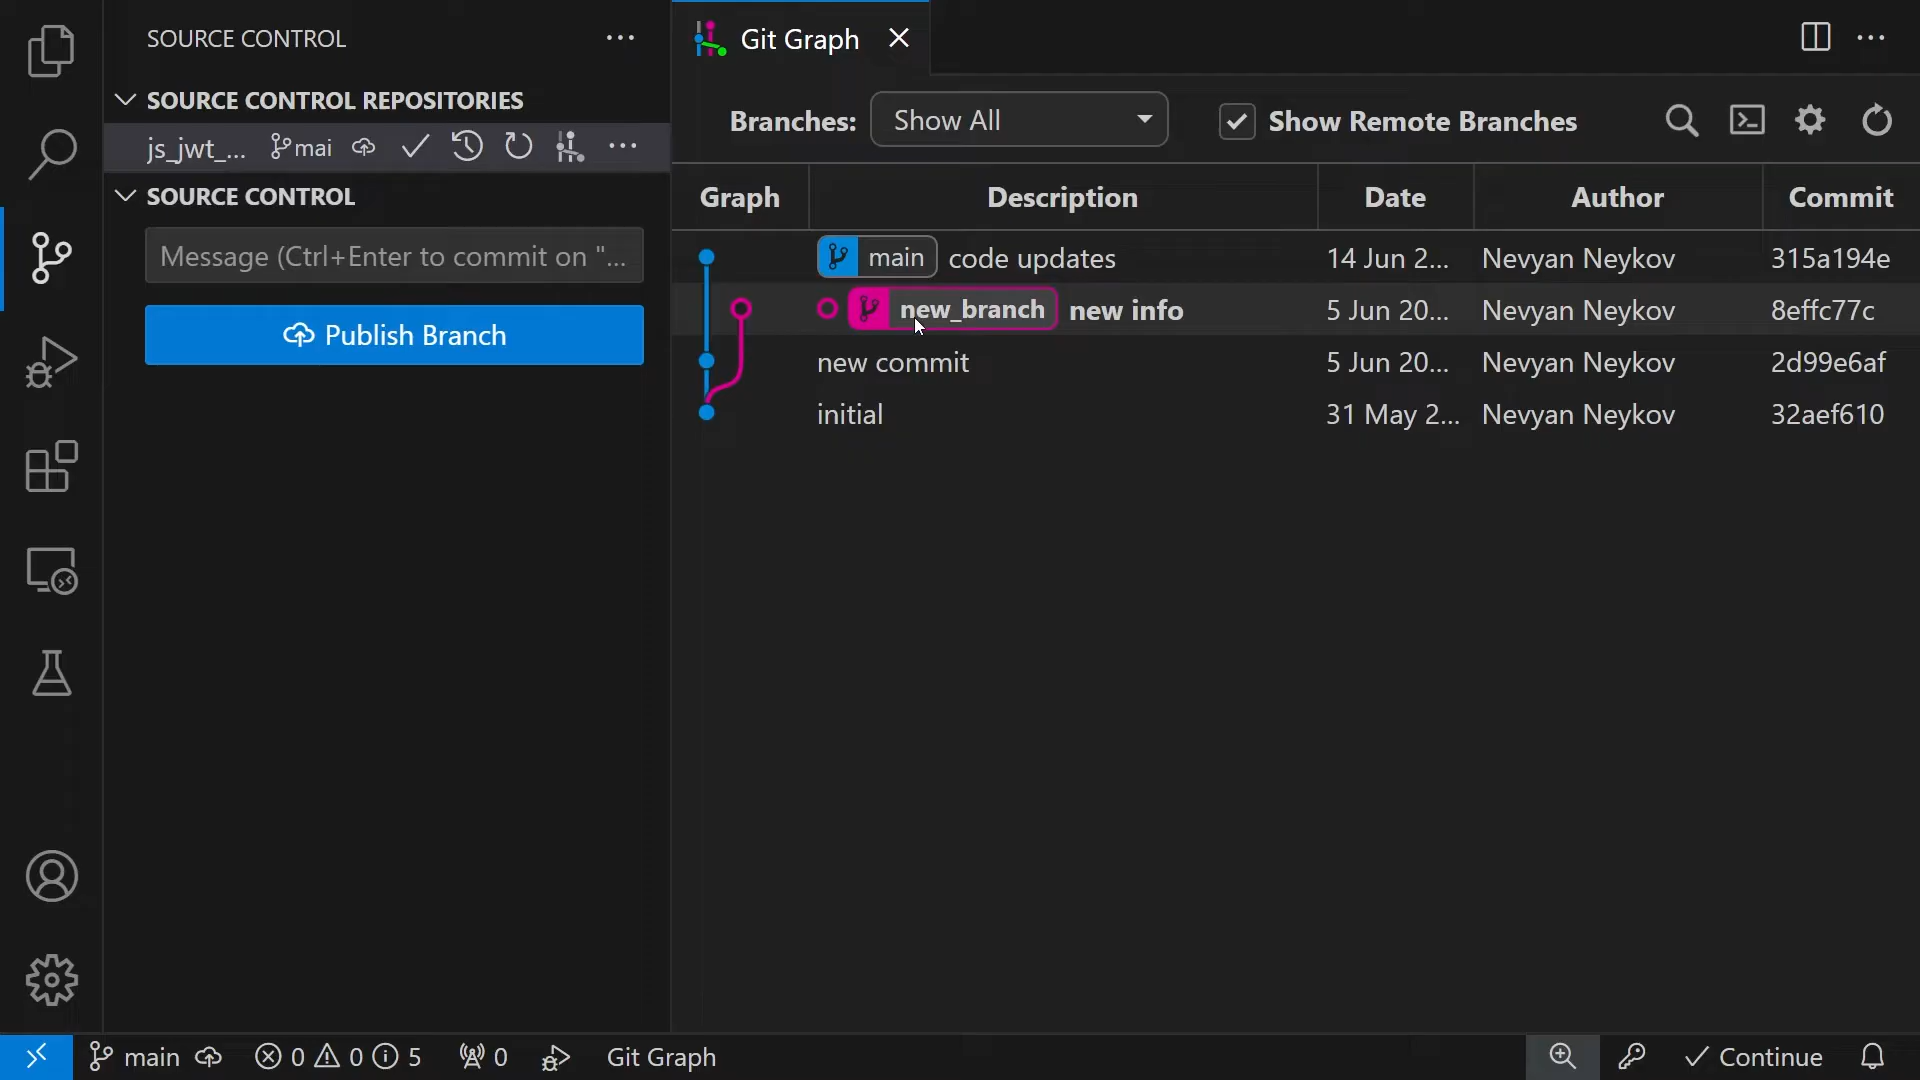 SOURCE CONTROL
SOURCE CONTROL REPOSITORIES
js_jwt_... mai
SOURCE CONTROL
Message (Ctrl+Enter to commit on "...
Publish Branch
Git Graph
Branches: Show All Show Remote Branches
Graph Description Date Author Commit
main code updates 14 Jun 2... Nevyan Neykov 315a194e
new_branch new info 5 Jun 20... Nevyan Neykov 8effc77c
new commit 5 Jun 20... Nevyan Neykov 2d99e6af
initial 31 May 2... Nevyan Neykov 32aef610
main 0 0 5 0 Git Graph Continue